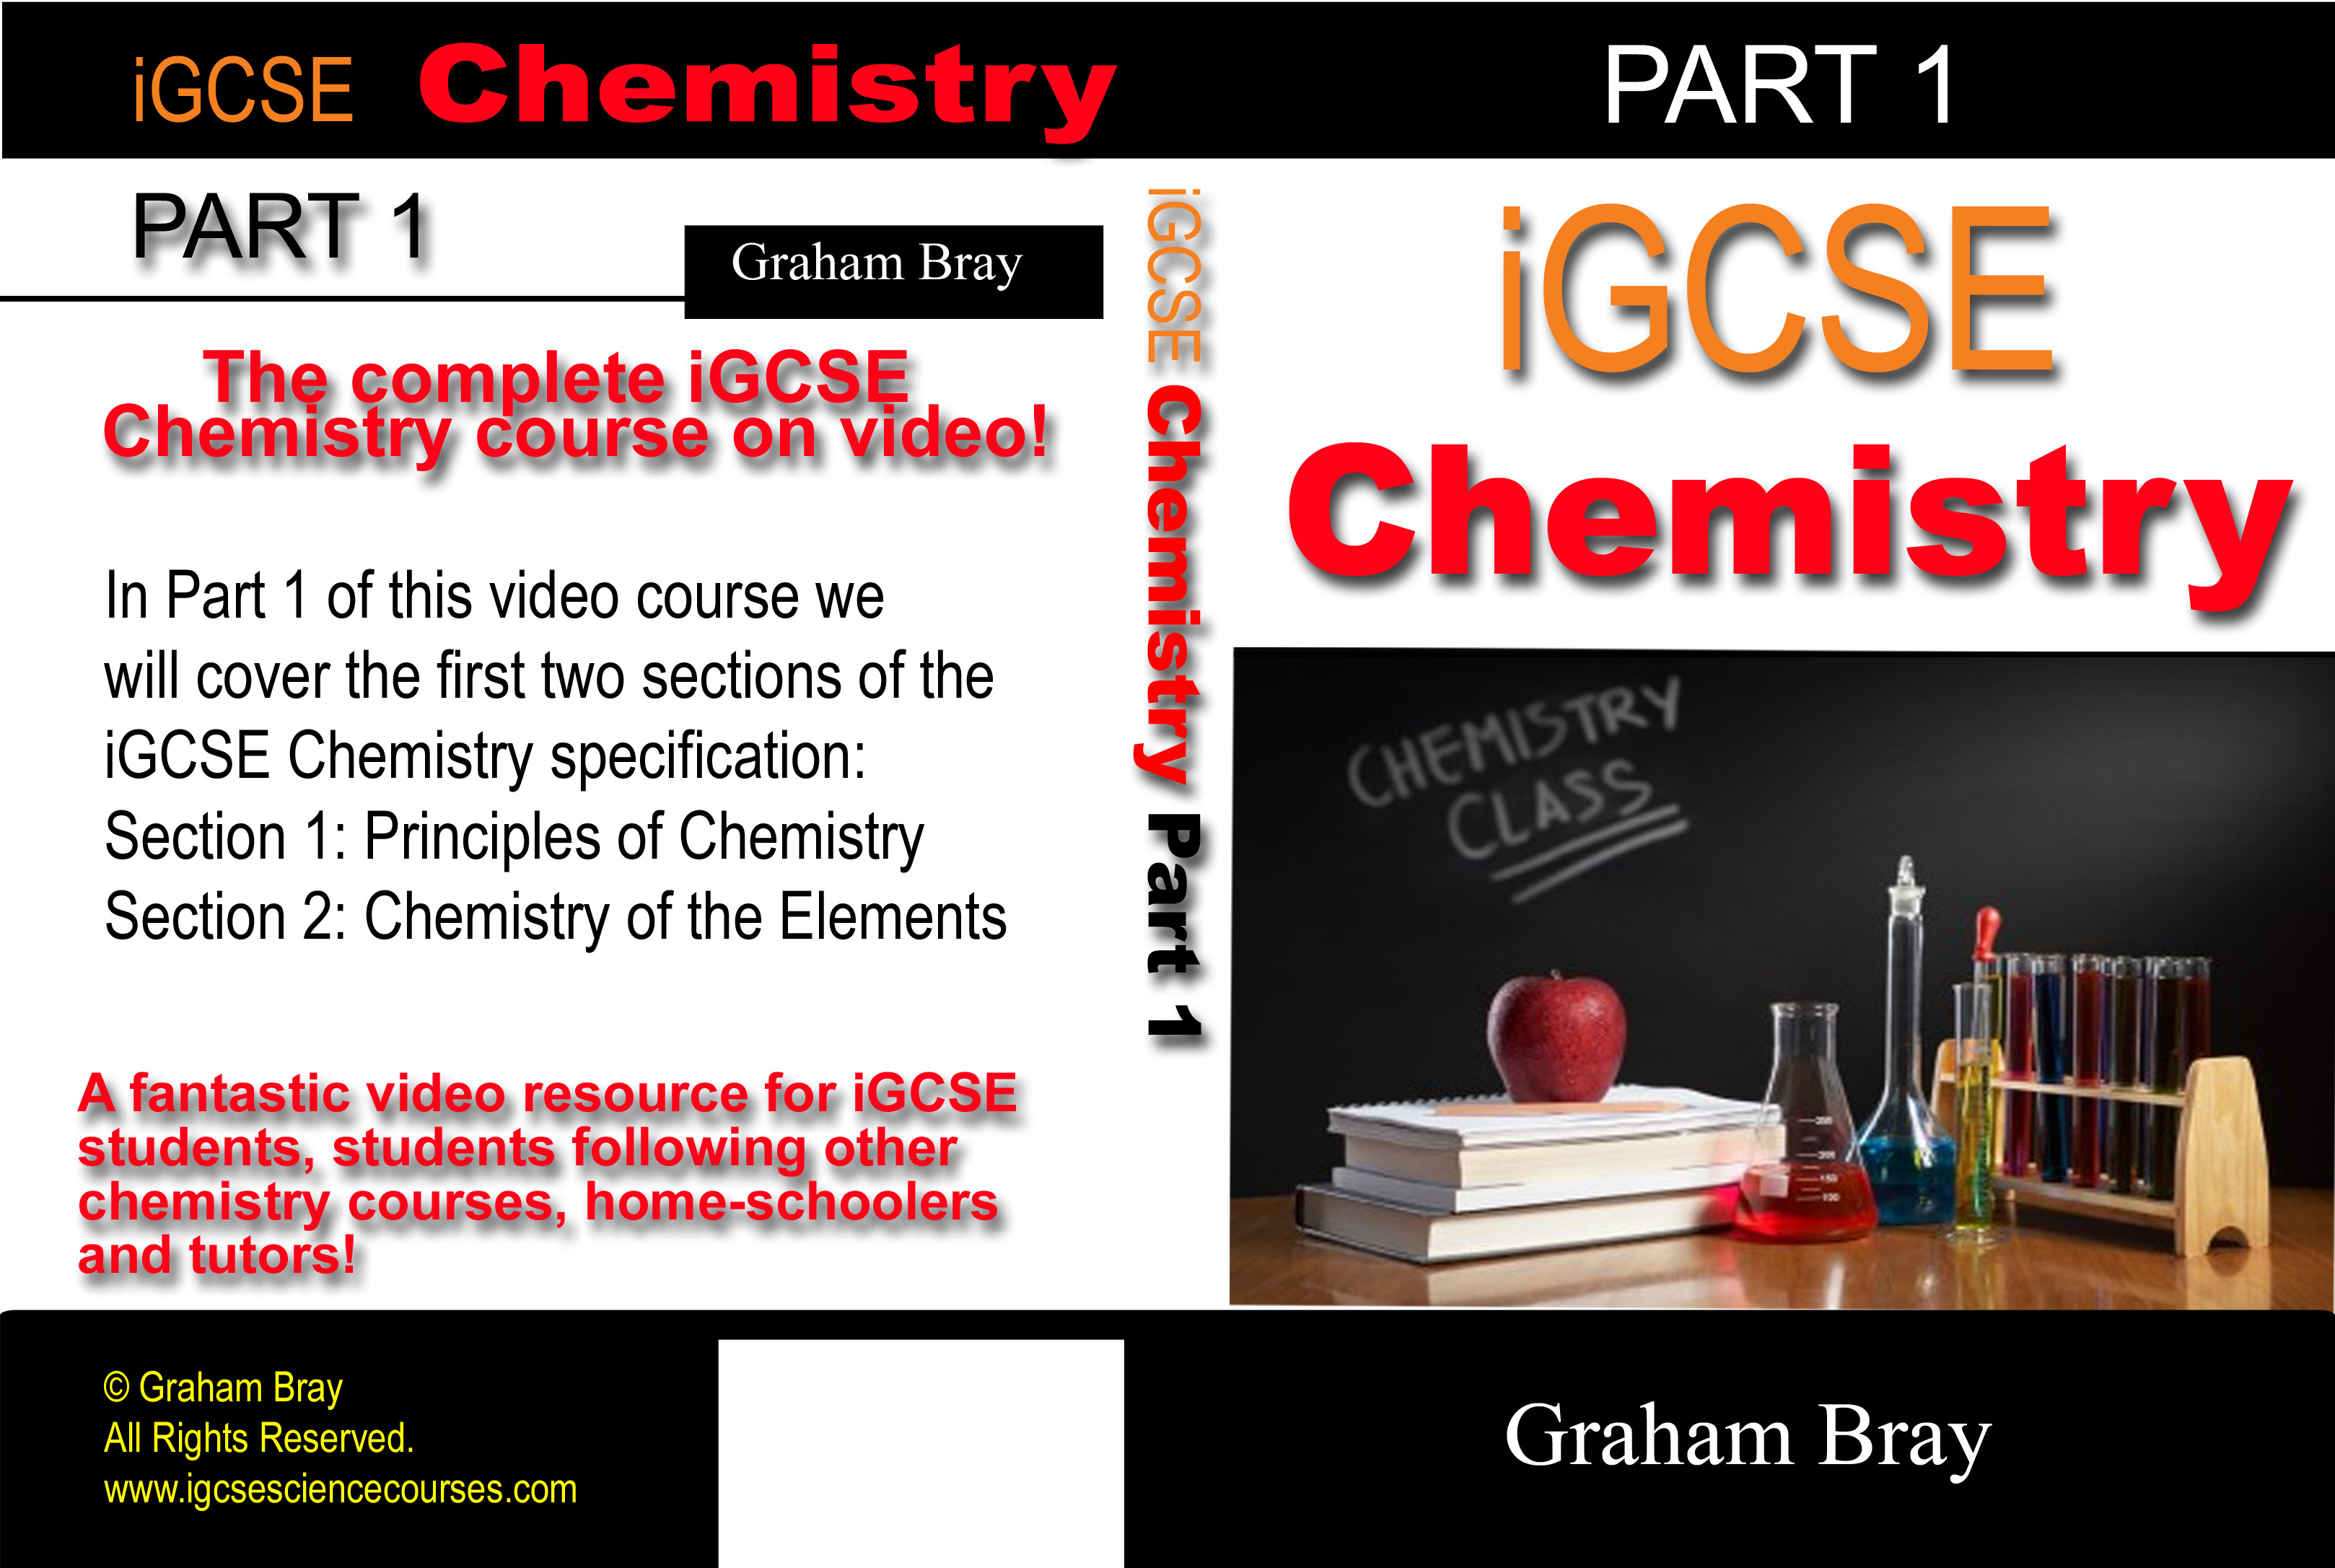 iGCSE Chemistry
PART 1
Graham Bray
The complete iGCSE
Chemistry course on video!
In Part 1 of this video course we
will cover the first two sections of the
iGCSE Chemistry specification:
Section 1: Principles of Chemistry
Section 2: Chemistry of the Elements
A fantastic video resource for iGCSE
students, students following other
chemistry courses, home-schoolers
and tutors!
© Graham Bray
All Rights Reserved.
www.igcsesciencecourses.com
iGCSE Chemistry Part 1
PART 1
iGCSE
Chemistry
CHEMISTRY
CLASS
200
150
100
Graham Bray